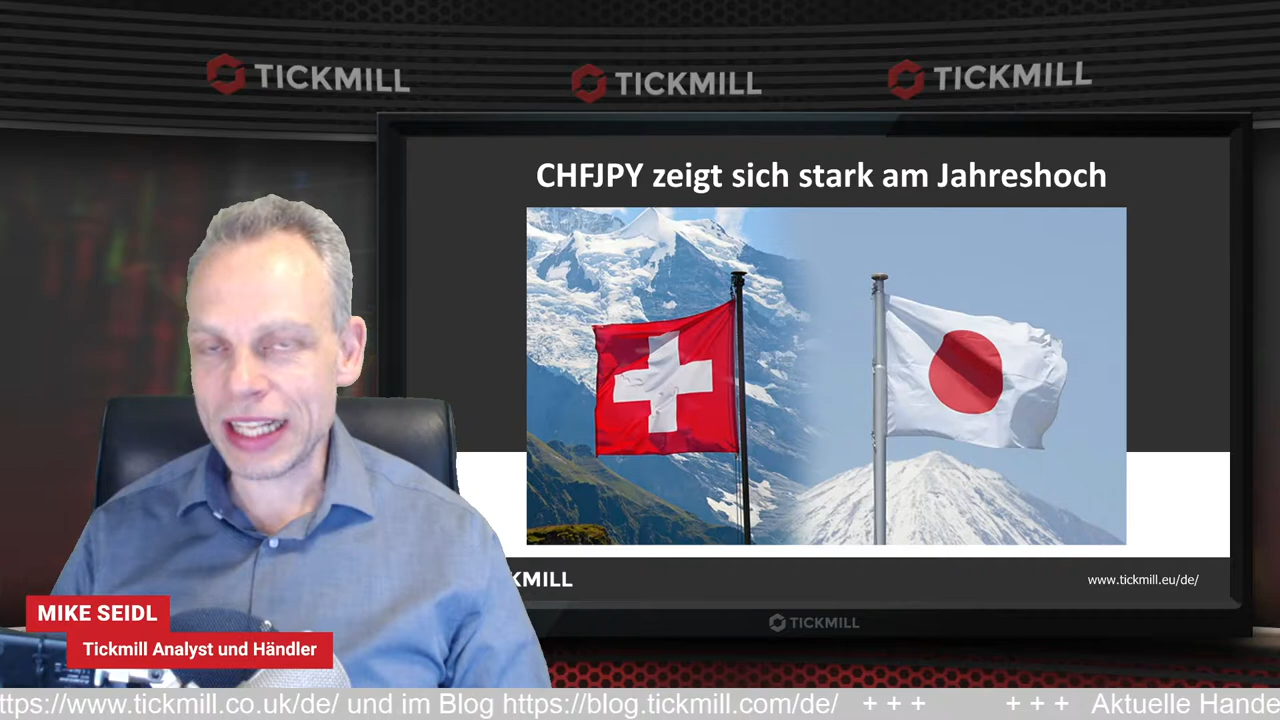 TICKMILL
TICKMILL
TICKMILL
CHFJPY zeigt sich stark am Jahreshoch
KMILL
www.tickmill.eu/de/
TICKMILL
MIKE SEIDL
Tickmill Analyst und Händler
ttps://www.tickmill.co.uk/de/ und im Blog https://blog.tickmill.com/de/ + + + + + + Aktuelle Hande